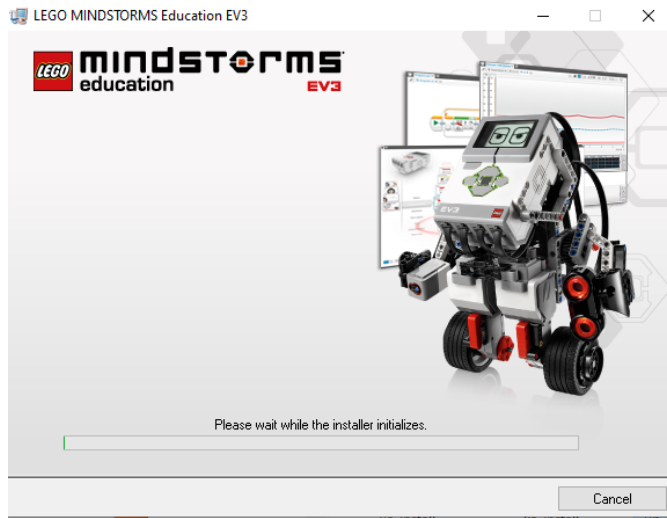 LEGO MINDSTORMS Education EV3
LEGO mindstorms
education
EV3
EV3
Please wait while the installer initializes.
Cancel